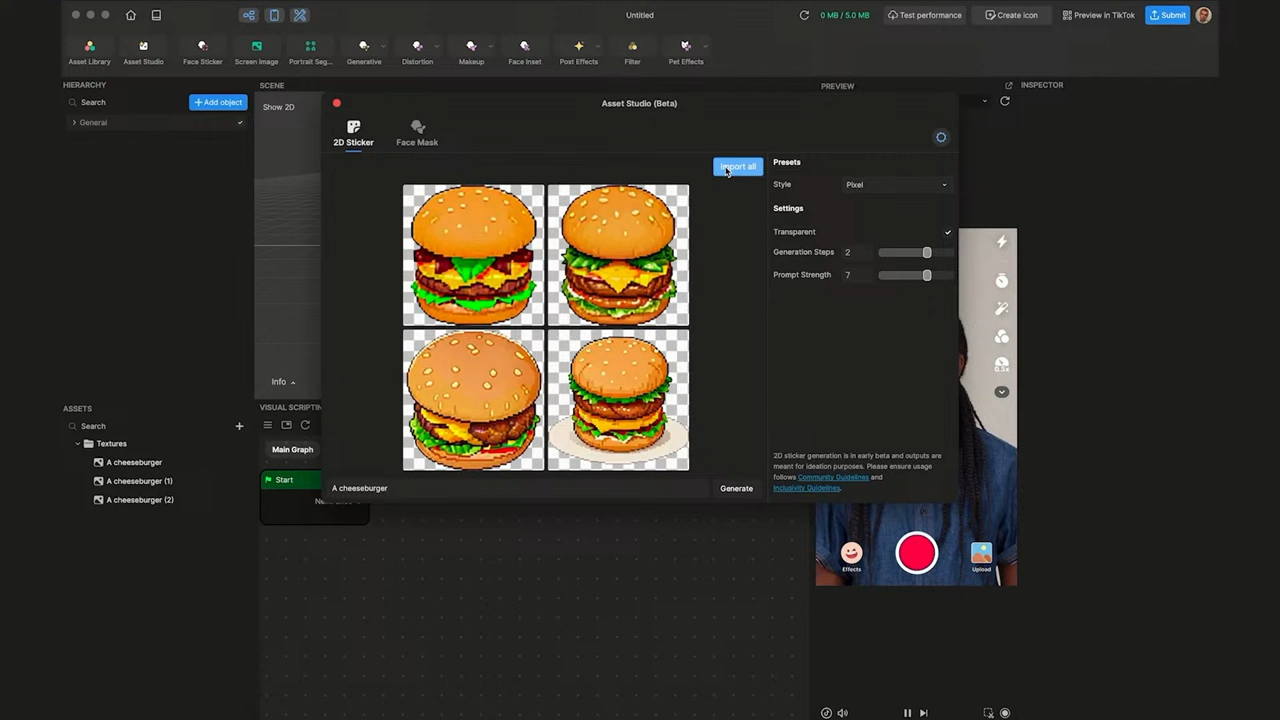 Untitled
0 MB / 5.0 MB
Test performance
Create icon
Preview in TikTok
Submit
Asset Library
Asset Studio
Face Sticker
Screen Image
Portrait Seg...
Generative
Distortion
Makeup
Face Inset
Post Effects
Filter
Pet Effects
HIERARCHY
Search
+ Add object
General
SCENE
Show 2D
Info
PREVIEW
INSPECTOR
Asset Studio (Beta)
2D Sticker
Face Mask
Import all
Presets
Style
Pixel
Settings
Transparent
Generation Steps
2
Prompt Strength
7
2D sticker generation is in early beta and outputs are
meant for ideation purposes. Please ensure usage
follows Community Guidelines and
Inclusivity Guidelines.
A cheeseburger
Generate
ASSETS
Search
+
Textures
A cheeseburger
A cheeseburger (1)
A cheeseburger (2)
VISUAL SCRIPTIN
Main Graph
Start
0.5x
Effects
Upload